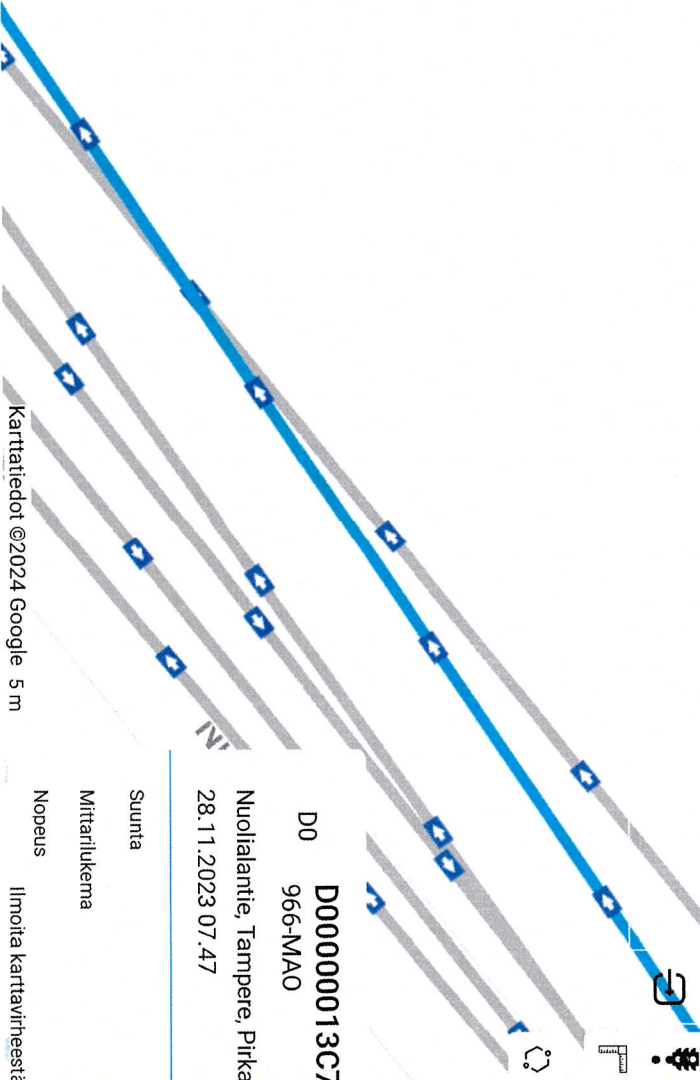 D0
D00000013C7
966-MAO
Nuolialantie, Tampere, Pirka
28.11.2023 07.47
Suunta
Mittarilukema
Nopeus
Karttatiedot ©2024 Google
5 m
Ilmoita karttavirheestä